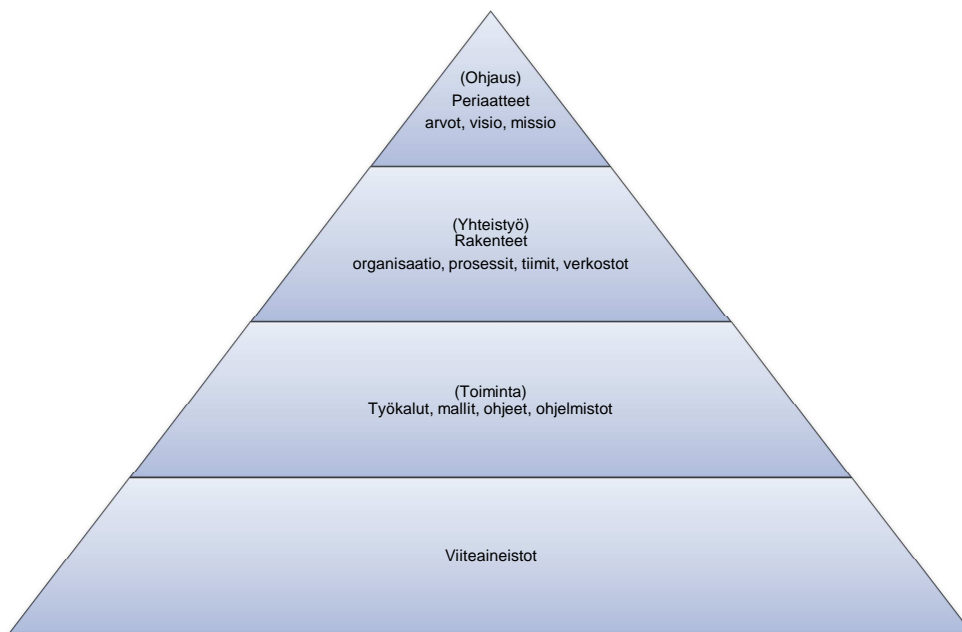 (Ohjaus)
Periaatteet
arvot, visio, missio
(Yhteistyö)
Rakenteet
organisaatio, prosessit, tiimit, verkostot
(Toiminta)
Työkalut, mallit, ohjeet, ohjelmistot
Viiteaineistot